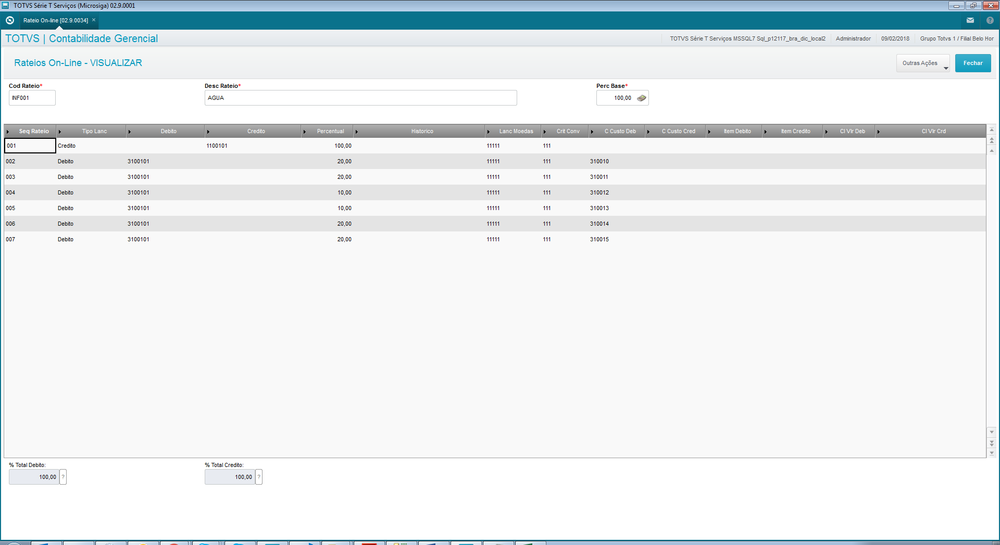 TOTVS Série T Serviços (Microsiga) 02.9.0001
Rateio On-line [02.9.0034] ×
TOTVS | Contabilidade Gerencial
TOTVS Série T Serviços MSSQL7 Sql_p12117_bra_dic_local2 Administrador 09/02/2018 Grupo Totvs 1 / Filial Belo Hor
Rateios On-Line - VISUALIZAR
Outras Ações Fechar
Cod Rateio* Desc Rateio* Perc Base*
INF001 AGUA 100,00
Seq Rateio Tipo Lanc Debito Credito Percentual Historico Lanc Moedas Crit Conv C Custo Deb C Custo Cred Item Debito Item Credito Cl Vlr Deb Cl Vlr Crd
001 Credito 1100101 100,00 11111 111
002 Debito 3100101 20,00 11111 111 310010
003 Debito 3100101 20,00 11111 111 310011
004 Debito 3100101 10,00 11111 111 310012
005 Debito 3100101 10,00 11111 111 310013
006 Debito 3100101 20,00 11111 111 310014
007 Debito 3100101 20,00 11111 111 310015
% Total Debito: % Total Credito:
100,00 ? 100,00 ?